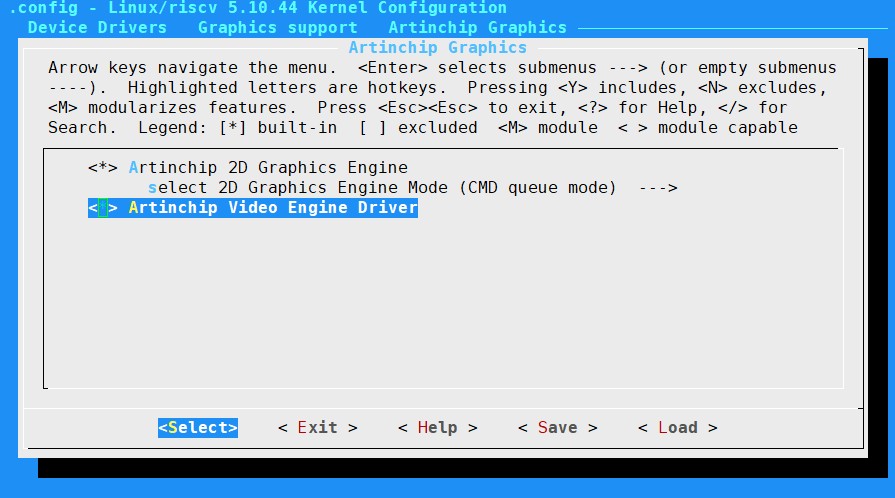 .config - Linux/riscv 5.10.44 Kernel Configuration
Device Drivers  Graphics support  Artinchip Graphics
Artinchip Graphics
Arrow keys navigate the menu.  <Enter> selects submenus ---> (or empty submenus
----).  Highlighted letters are hotkeys.  Pressing <Y> includes, <N> excludes,
<M> modularizes features.  Press <Esc><Esc> to exit, <?> for Help, </> for
Search.  Legend: [*] built-in  [ ] excluded  <M> module  < > module capable
<*> Artinchip 2D Graphics Engine
select 2D Graphics Engine Mode (CMD queue mode)  --->
<*> Artinchip Video Engine Driver
<Select>    < Exit >    < Help >    < Save >    < Load >